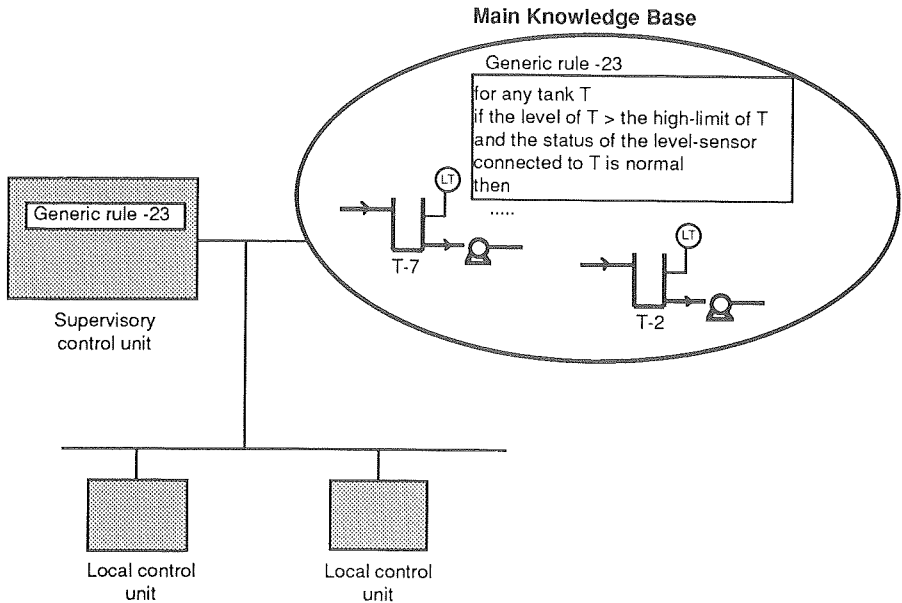 Main Knowledge Base
Generic rule -23
for any tank T
if the level of T > the high-limit of T
and the status of the level-sensor
connected to T is normal
then
.....
LT
T-7
LT
T-2
Generic rule -23
Supervisory
control unit
Local control
unit
Local control
unit